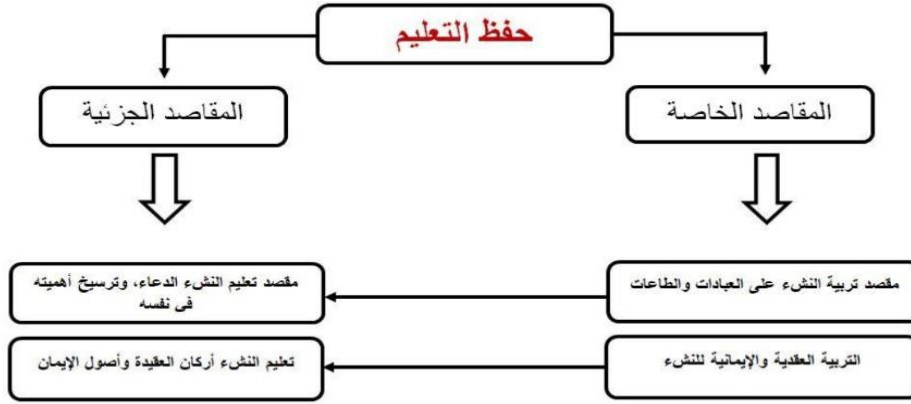 حفظ التعليم
المقاصد الخاصة
المقاصد الجزئية
مقصد تربية النشء على العبادات والطاعات
مقصد تعليم النشء الدعاء، وترسيخ أهميته
في نفسه
التربية العقدية والإيمانية للنشء
تعليم النشء أركان العقيدة وأصول الإيمان